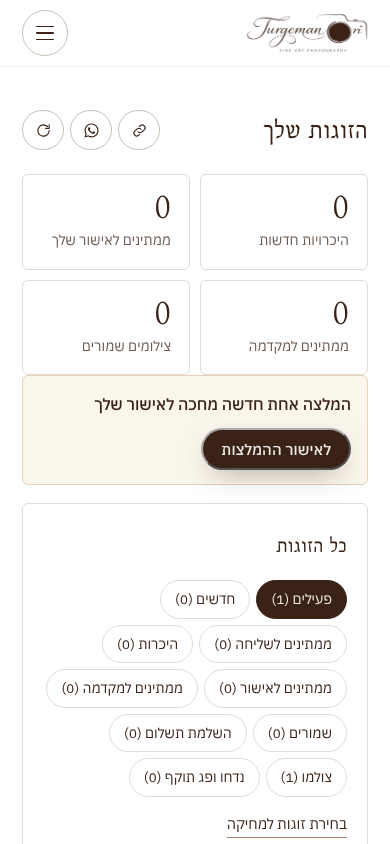 Turgeman Ori
FINE ART PHOTOGRAPHY
הזוגות שלך
0
היכרויות חדשות
0
ממתינים לאישור שלך
0
ממתינים למקדמה
0
צילומים שמורים
המלצה אחת חדשה מחכה לאישור שלך
לאישור ההמלצות
כל הזוגות
פעילים (1)
חדשים (0)
ממתינים לשליחה (0)
היכרות (0)
ממתינים לאישור (0)
ממתינים למקדמה (0)
שמורים (0)
השלמת תשלום (0)
צולמו (1)
נדחו ופג תוקף (0)
בחירת זוגות למחיקה